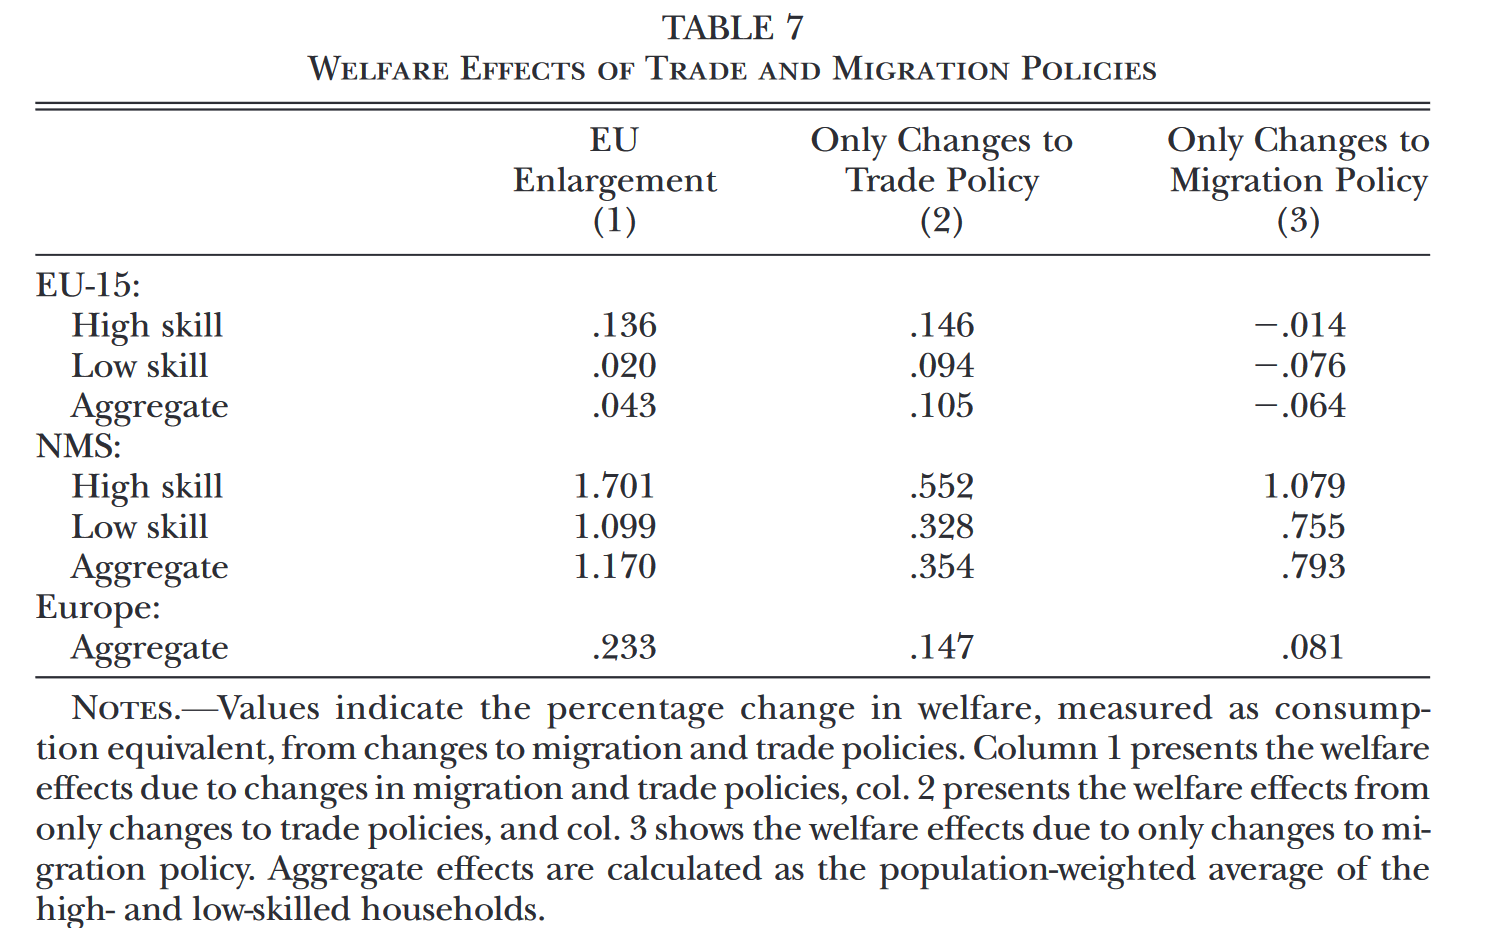 TABLE 7
Welfare Effects of Trade and Migration Policies
EU Enlargement (1) Only Changes to Trade Policy (2) Only Changes to Migration Policy (3)
EU-15:
High skill .136 .146 −.014
Low skill .020 .094 −.076
Aggregate .043 .105 −.064
NMS:
High skill 1.701 .552 1.079
Low skill 1.099 .328 .755
Aggregate 1.170 .354 .793
Europe:
Aggregate .233 .147 .081
Notes.—Values indicate the percentage change in welfare, measured as consump-
tion equivalent, from changes to migration and trade policies. Column 1 presents the welfare
effects due to changes in migration and trade policies, col. 2 presents the welfare effects from
only changes to trade policies, and col. 3 shows the welfare effects due to only changes to mi-
gration policy. Aggregate effects are calculated as the population-weighted average of the
high- and low-skilled households.